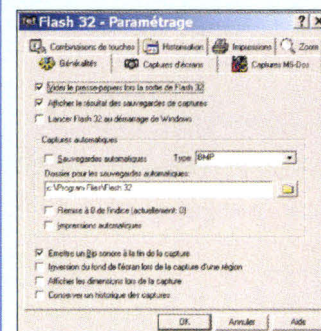 Flash 32 - Paramétrage
Combinaisons de touches
Historisation
Impressions
Zoom
Généralités
Captures d'écrans
Captures MS-Dos
Vider le presse-papiers lors la sortie de Flash 32
Afficher le résultat des sauvegardes de captures
Lancer Flash 32 au démarage de Windows
Captures automatiques
Sauvegardes automatiques
Type
BMP
Dossier pour les sauvegardes automatiques:
c:\Program Files\Flash 32
Remise à 0 de l'indice (actuellement: 0)
Impressions automatiques
Emettre un Bip sonore à la fin de la capture
Inversion du fond de l'écran lors de la capture d'une région
Afficher les dimensions lors de la capture
Conserver un historique des captures
OK
Annuler
Aide